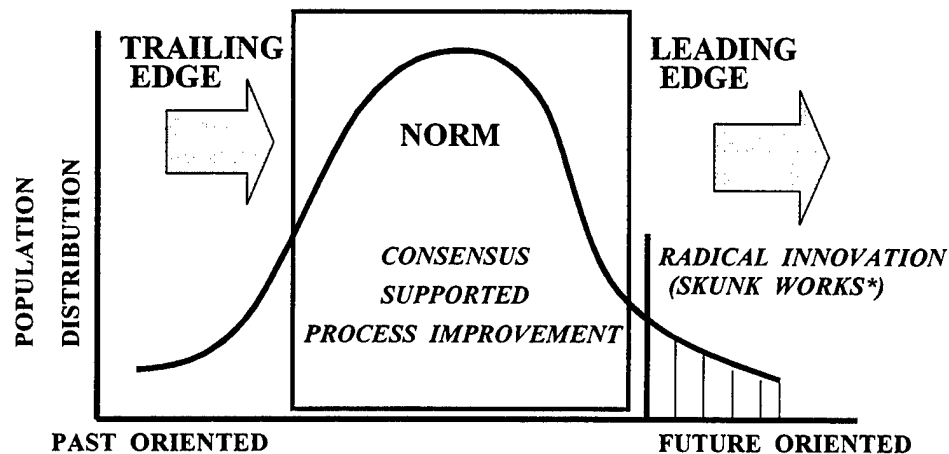 TRAILING
EDGE
LEADING
EDGE
NORM
POPULATION
DISTRIBUTION
CONSENSUS
SUPPORTED
PROCESS IMPROVEMENT
RADICAL INNOVATION
(SKUNK WORKS*)
PAST ORIENTED
FUTURE ORIENTED